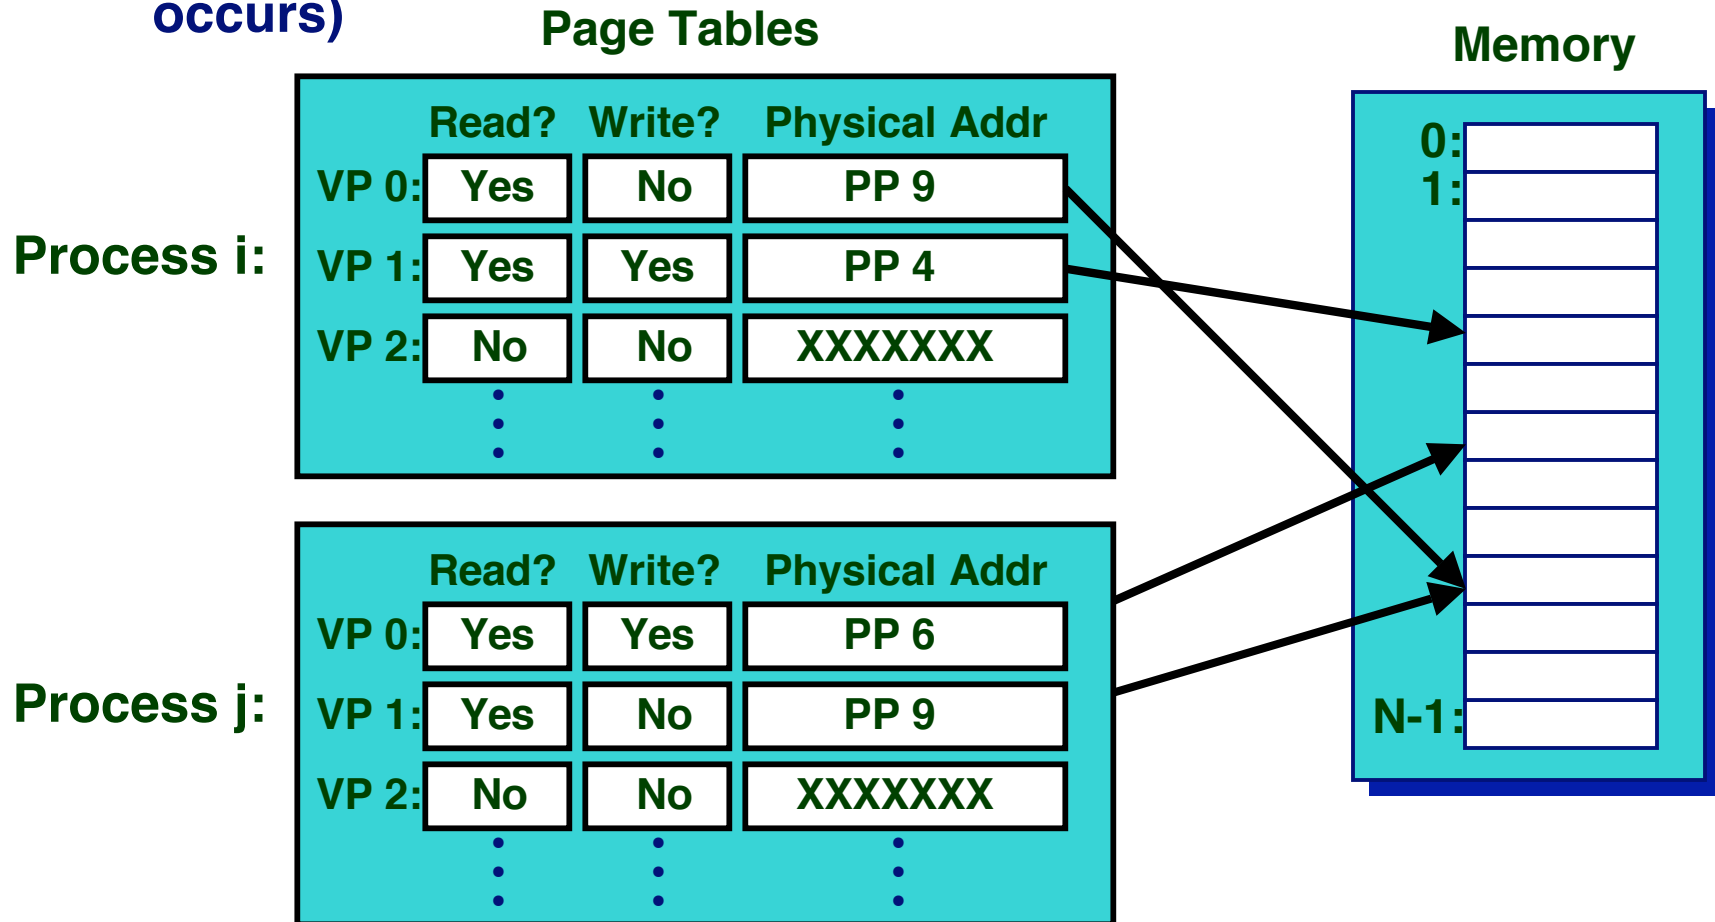 occurs)
Page Tables
Memory
Read? Write? Physical Addr
VP 0: Yes No PP 9
Process i:
VP 1: Yes Yes PP 4
VP 2: No No XXXXXXX
Read? Write? Physical Addr
VP 0: Yes Yes PP 6
Process j:
VP 1: Yes No PP 9
VP 2: No No XXXXXXX
0:
1:
N-1: